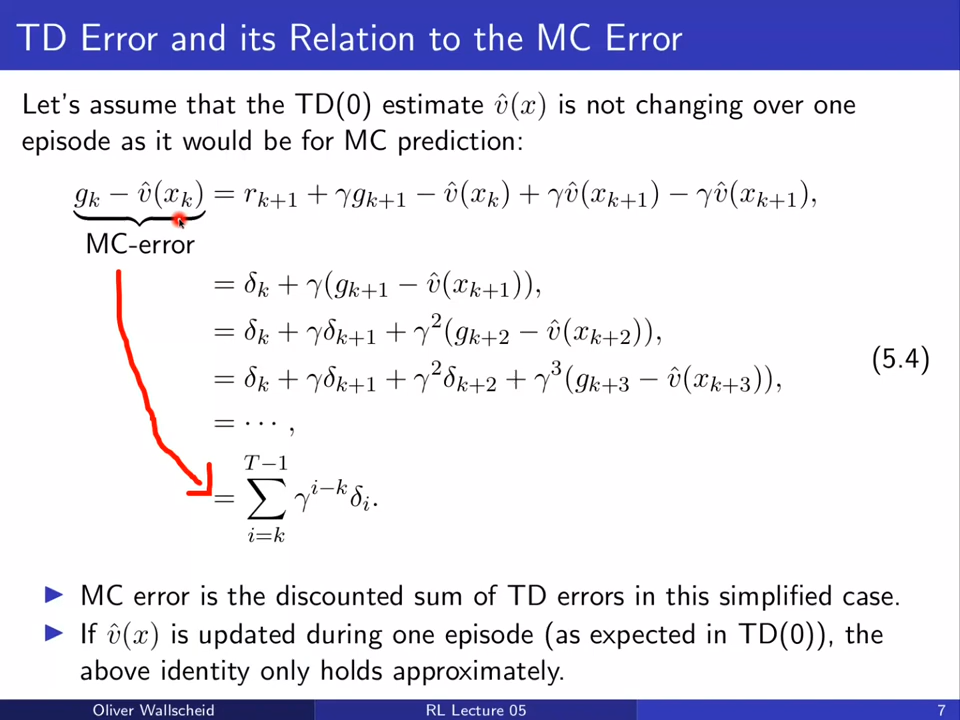 TD Error and its Relation to the MC Error
Let's assume that the TD(0) estimate v̂(x) is not changing over one
episode as it would be for MC prediction:
g_k − v̂(x_k) = r_{k+1} + γg_{k+1} − v̂(x_k) + γv̂(x_{k+1}) − γv̂(x_{k+1}),
MC-error
= δ_k + γ(g_{k+1} − v̂(x_{k+1})),
= δ_k + γδ_{k+1} + γ^2(g_{k+2} − v̂(x_{k+2})),
(5.4)
= δ_k + γδ_{k+1} + γ^2δ_{k+2} + γ^3(g_{k+3} − v̂(x_{k+3})),
= ⋯ ,
= ∑_{i=k}^{T−1} γ^{i−k}δ_i.
▶ MC error is the discounted sum of TD errors in this simplified case.
▶ If v̂(x) is updated during one episode (as expected in TD(0)), the
above identity only holds approximately.
Oliver Wallscheid RL Lecture 05 7